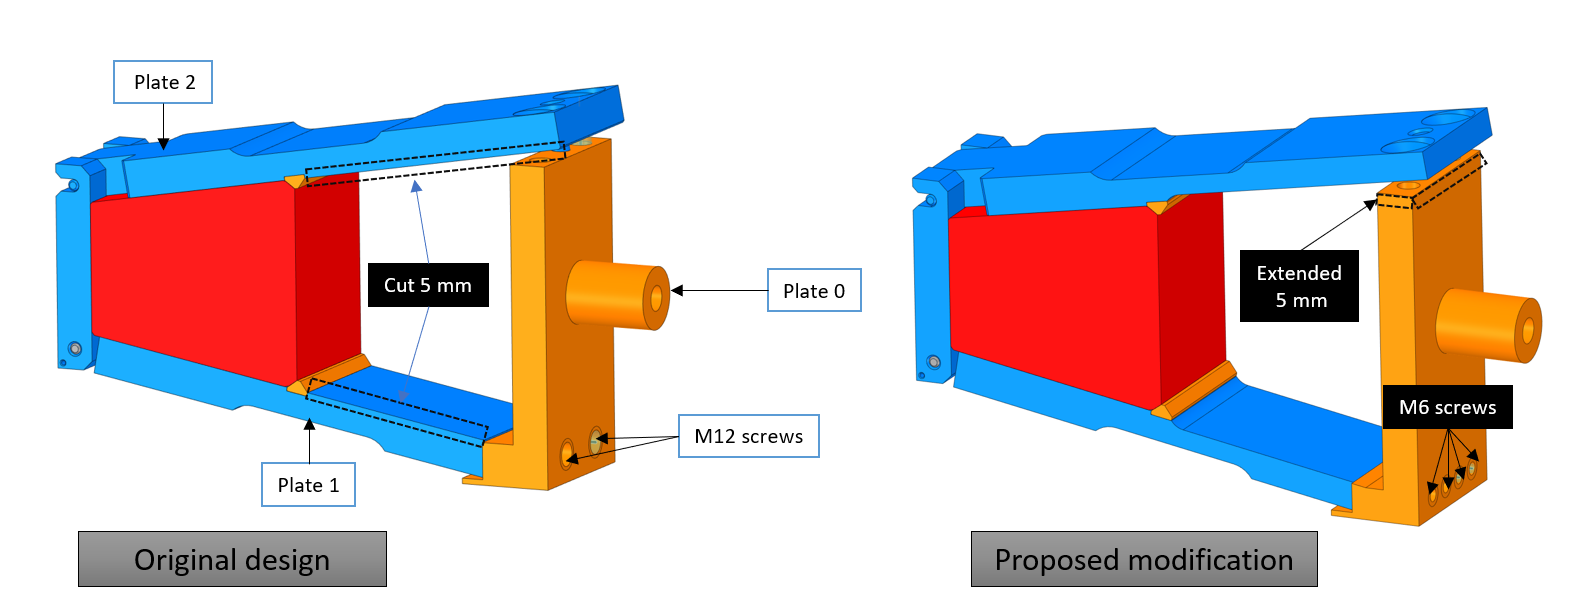 Plate 2
Cut 5 mm
Plate 0
M12 screws
Plate 1
Original design
Extended
5 mm
M6 screws
Proposed modification